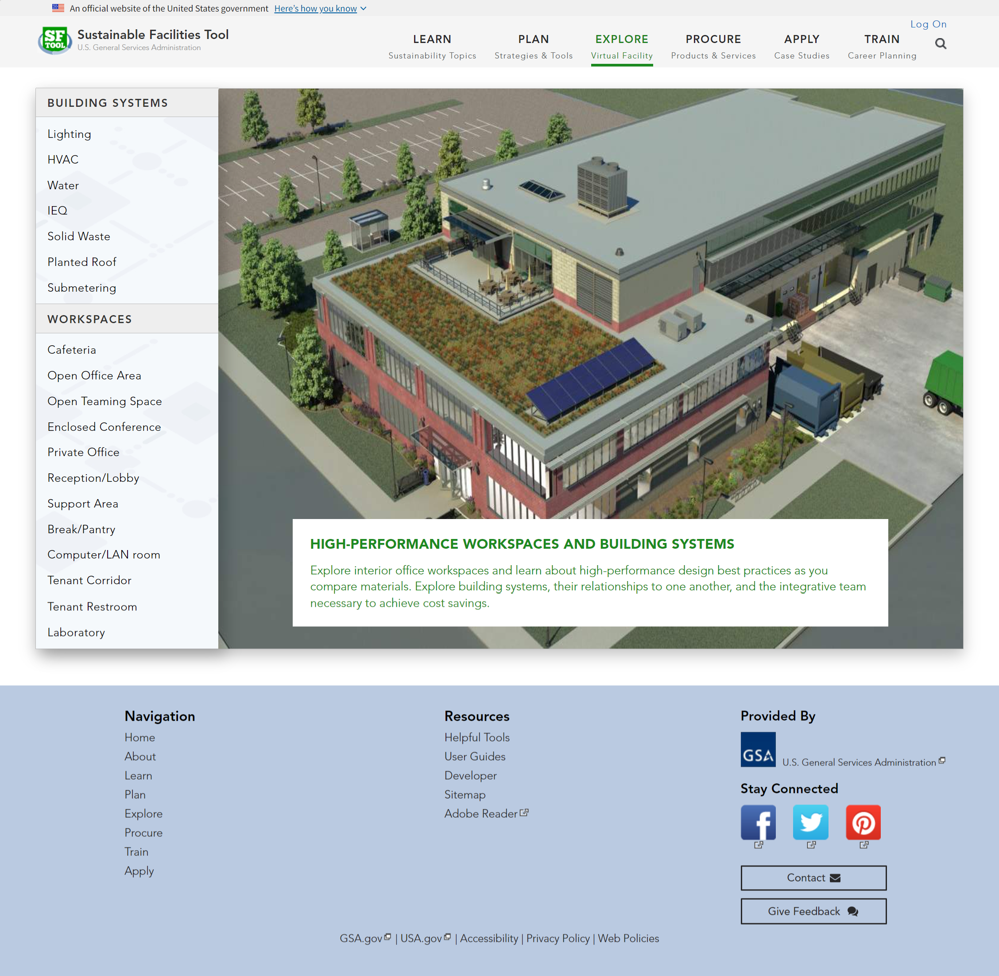 An official website of the United States government Here's how you know
SF TOOL
Sustainable Facilities Tool
U.S. General Services Administration
Log On
LEARN
Sustainability Topics
PLAN
Strategies & Tools
EXPLORE
Virtual Facility
PROCURE
Products & Services
APPLY
Case Studies
TRAIN
Career Planning
BUILDING SYSTEMS
Lighting
HVAC
Water
IEQ
Solid Waste
Planted Roof
Submetering
WORKSPACES
Cafeteria
Open Office Area
Open Teaming Space
Enclosed Conference
Private Office
Reception/Lobby
Support Area
Break/Pantry
Computer/LAN room
Tenant Corridor
Tenant Restroom
Laboratory
HIGH-PERFORMANCE WORKSPACES AND BUILDING SYSTEMS
Explore interior office workspaces and learn about high-performance design best practices as you
compare materials. Explore building systems, their relationships to one another, and the integrative team
necessary to achieve cost savings.
Navigation
Home
About
Learn
Plan
Explore
Procure
Train
Apply
Resources
Helpful Tools
User Guides
Developer
Sitemap
Adobe Reader
Provided By
GSA
U.S. General Services Administration
Stay Connected
Contact
Give Feedback
GSA.gov | USA.gov | Accessibility | Privacy Policy | Web Policies